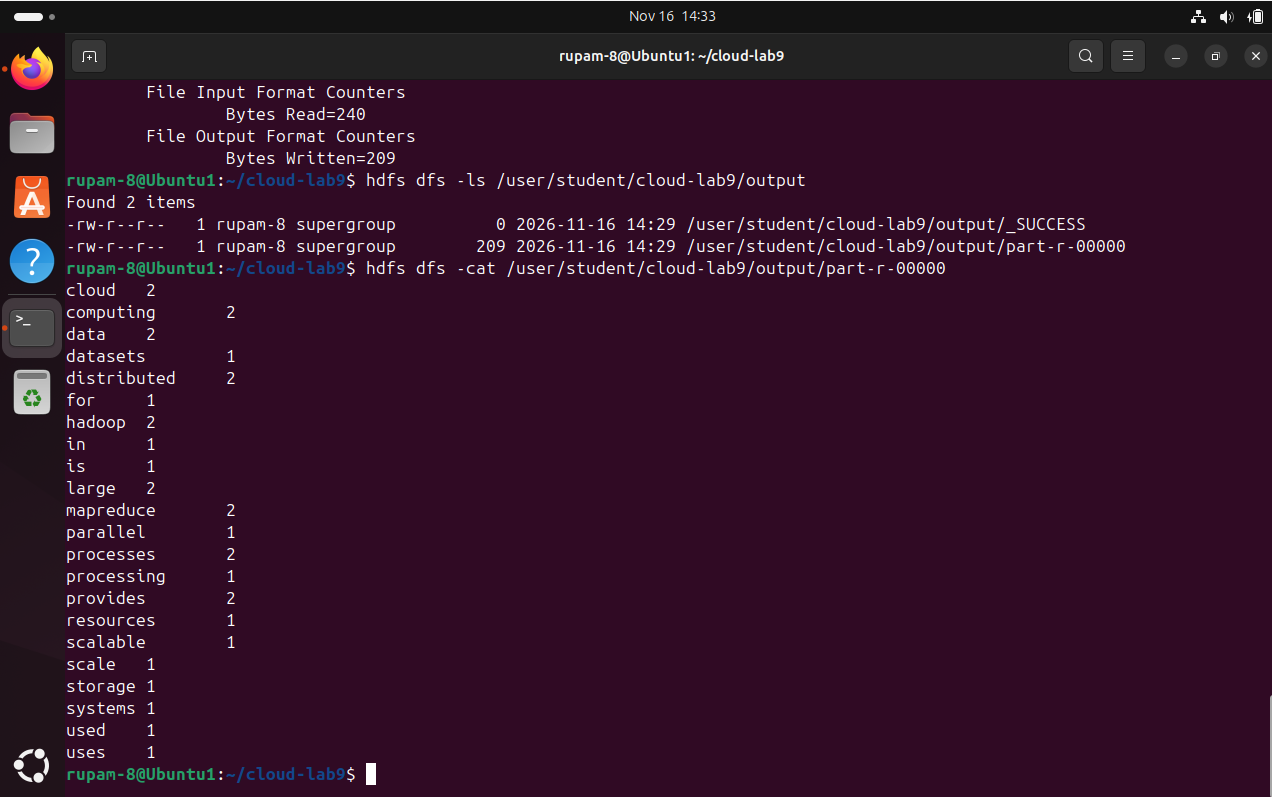 Nov 16 14:33
rupam-8@Ubuntu1: ~/cloud-lab9
File Input Format Counters
Bytes Read=240
File Output Format Counters
Bytes Written=209
rupam-8@Ubuntu1:~/cloud-lab9$ hdfs dfs -ls /user/student/cloud-lab9/output
Found 2 items
-rw-r--r--   1 rupam-8 supergroup          0 2026-11-16 14:29 /user/student/cloud-lab9/output/_SUCCESS
-rw-r--r--   1 rupam-8 supergroup        209 2026-11-16 14:29 /user/student/cloud-lab9/output/part-r-00000
rupam-8@Ubuntu1:~/cloud-lab9$ hdfs dfs -cat /user/student/cloud-lab9/output/part-r-00000
cloud	2
computing	2
data	2
datasets	1
distributed	2
for	1
hadoop	2
in	1
is	1
large	2
mapreduce	2
parallel	1
processes	2
processing	1
provides	2
resources	1
scalable	1
scale	1
storage	1
systems	1
used	1
uses	1
rupam-8@Ubuntu1:~/cloud-lab9$